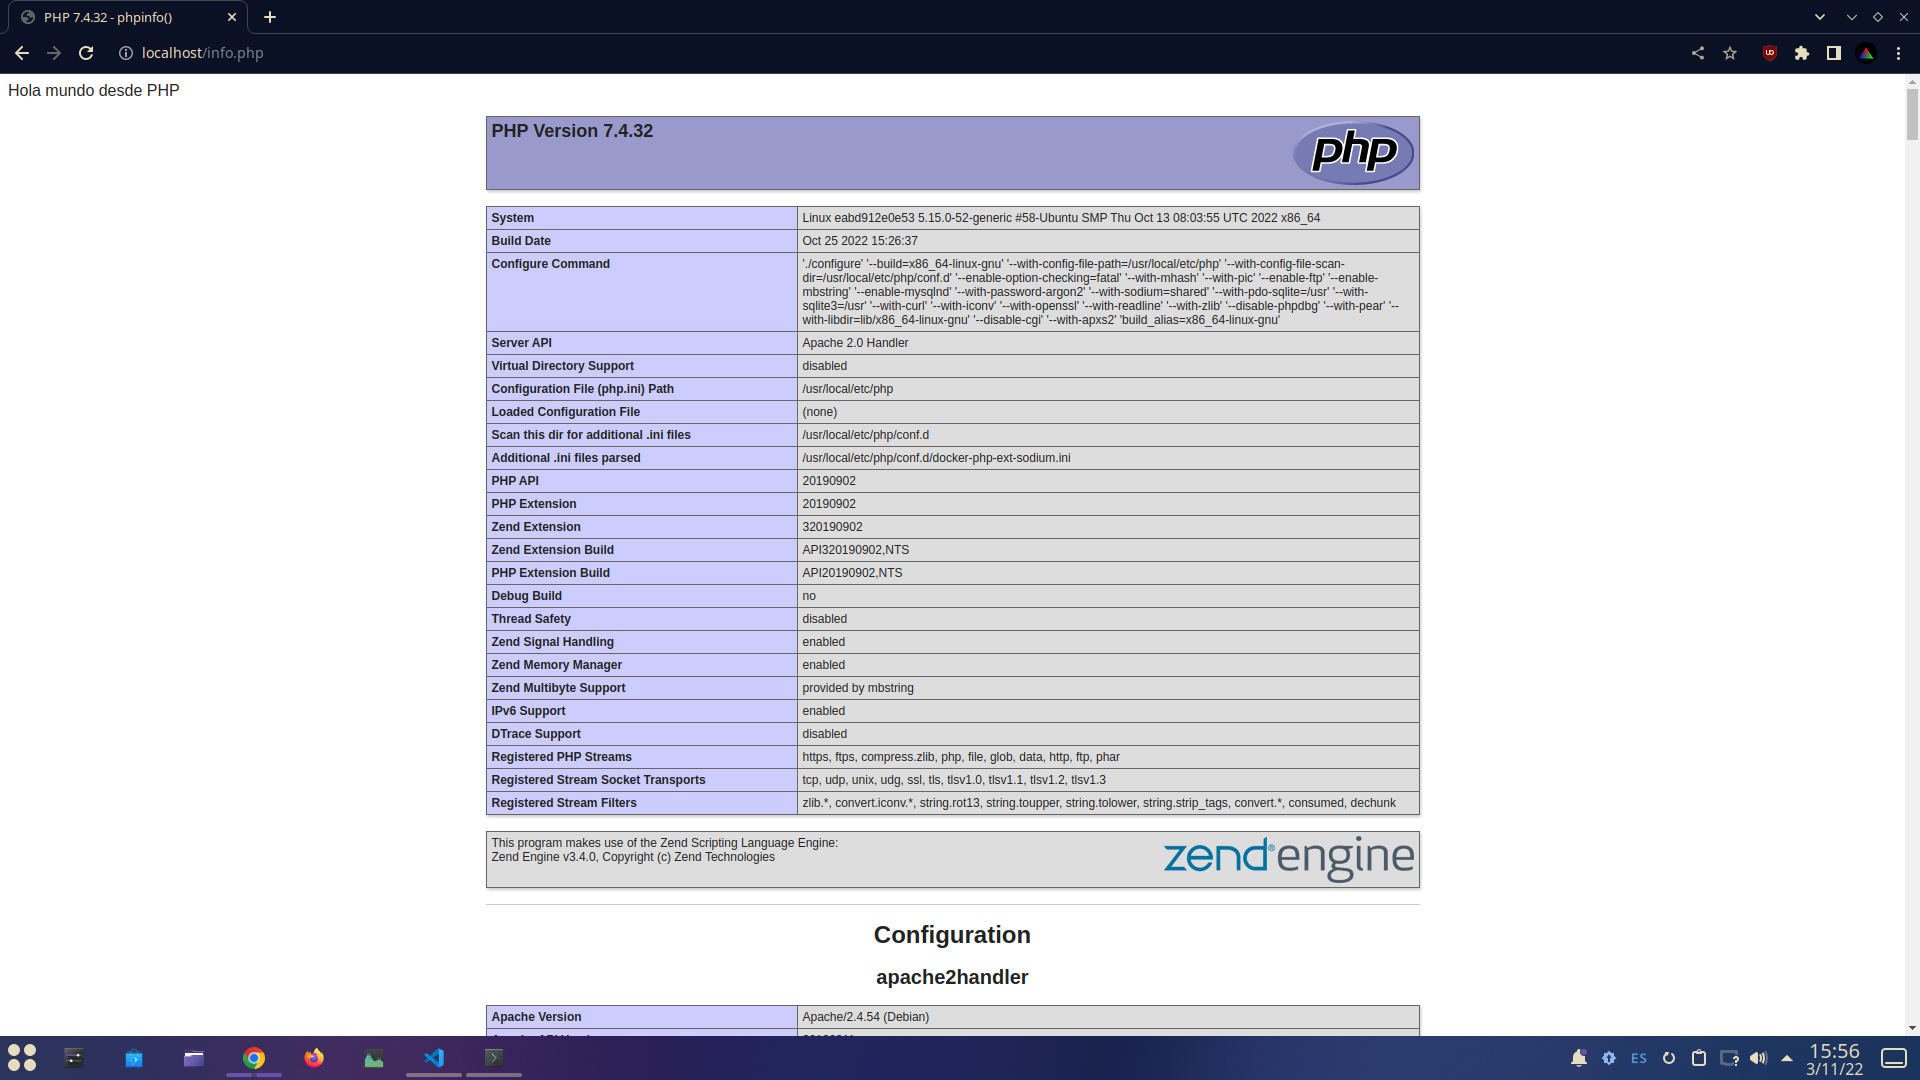 PHP 7.4.32 - phpinfo()
localhost/info.php
Hola mundo desde PHP
PHP Version 7.4.32
php
System Linux eabd912e0e53 5.15.0-52-generic #58-Ubuntu SMP Thu Oct 13 08:03:55 UTC 2022 x86_64
Build Date Oct 25 2022 15:26:37
Configure Command './configure' '--build=x86_64-linux-gnu' '--with-config-file-path=/usr/local/etc/php' '--with-config-file-scan-
dir=/usr/local/etc/php/conf.d' '--enable-option-checking=fatal' '--with-mhash' '--with-pic' '--enable-ftp' '--enable-
mbstring' '--enable-mysqlnd' '--with-password-argon2' '--with-sodium=shared' '--with-pdo-sqlite=/usr' '--with-
sqlite3=/usr' '--with-curl' '--with-iconv' '--with-openssl' '--with-readline' '--with-zlib' '--disable-phpdbg' '--with-pear' '--
with-libdir=lib/x86_64-linux-gnu' '--disable-cgi' '--with-apxs2' 'build_alias=x86_64-linux-gnu'
Server API Apache 2.0 Handler
Virtual Directory Support disabled
Configuration File (php.ini) Path /usr/local/etc/php
Loaded Configuration File (none)
Scan this dir for additional .ini files /usr/local/etc/php/conf.d
Additional .ini files parsed /usr/local/etc/php/conf.d/docker-php-ext-sodium.ini
PHP API 20190902
PHP Extension 20190902
Zend Extension 320190902
Zend Extension Build API320190902,NTS
PHP Extension Build API20190902,NTS
Debug Build no
Thread Safety disabled
Zend Signal Handling enabled
Zend Memory Manager enabled
Zend Multibyte Support provided by mbstring
IPv6 Support enabled
DTrace Support disabled
Registered PHP Streams https, ftps, compress.zlib, php, file, glob, data, http, ftp, phar
Registered Stream Socket Transports tcp, udp, unix, udg, ssl, tls, tlsv1.0, tlsv1.1, tlsv1.2, tlsv1.3
Registered Stream Filters zlib.*, convert.iconv.*, string.rot13, string.toupper, string.tolower, string.strip_tags, convert.*, consumed, dechunk
This program makes use of the Zend Scripting Language Engine:
Zend Engine v3.4.0, Copyright (c) Zend Technologies
zend® engine
Configuration
apache2handler
Apache Version Apache/2.4.54 (Debian)
ES
15:56
3/11/22